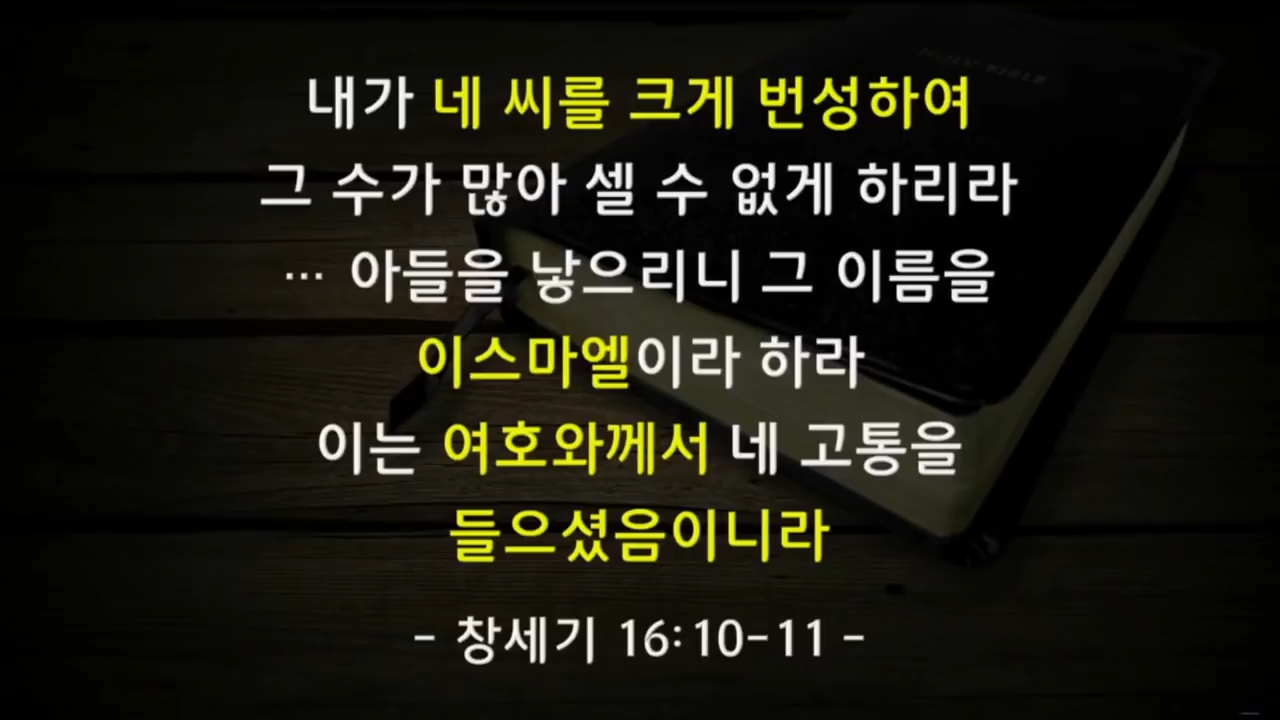 HOLY BIBLE
내가 네 씨를 크게 번성하여
그 수가 많아 셀 수 없게 하리라
… 아들을 낳으리니 그 이름을
이스마엘이라 하라
이는 여호와께서 네 고통을
들으셨음이니라
- 창세기 16:10-11 -